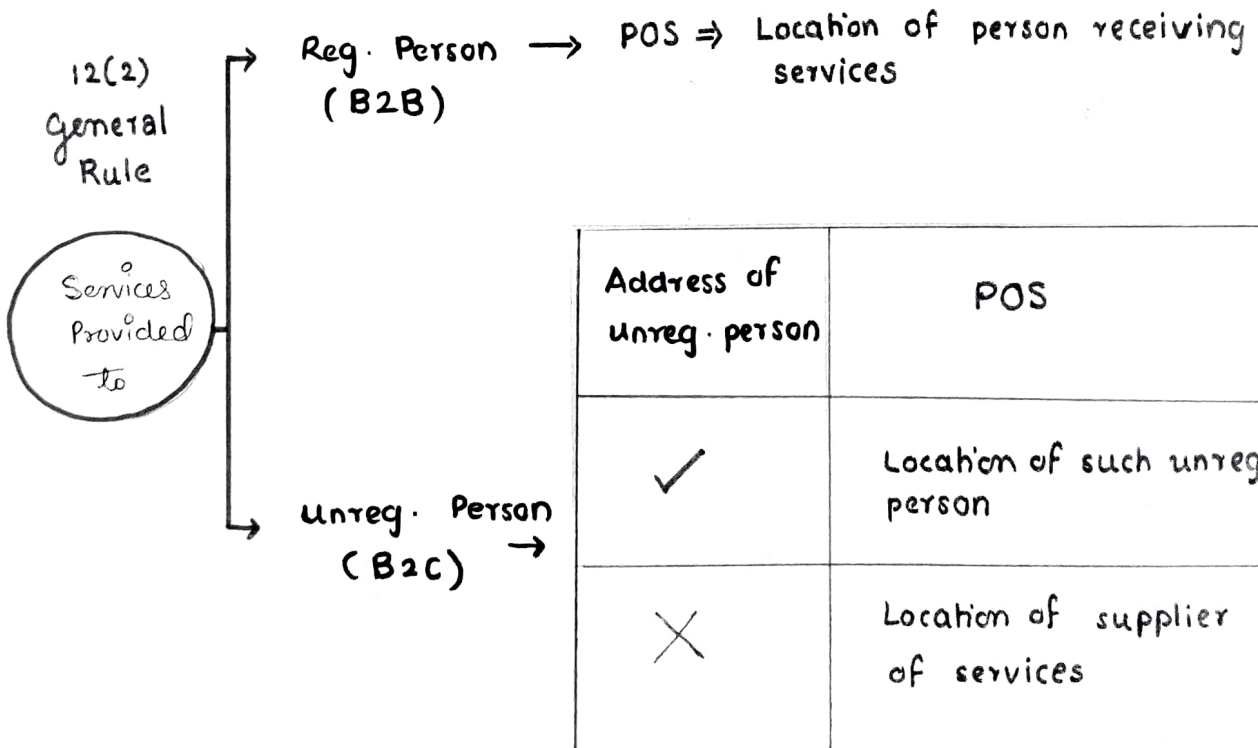 12(2)
General
Rule
Services
Provided
to
Reg. Person → POS ⇒ Location of person receiving
(B2B)
services
Unreg. Person →
(B2C)
Address of
unreg. person
POS
✓
Location of such unreg
person
✗
Location of supplier
of services